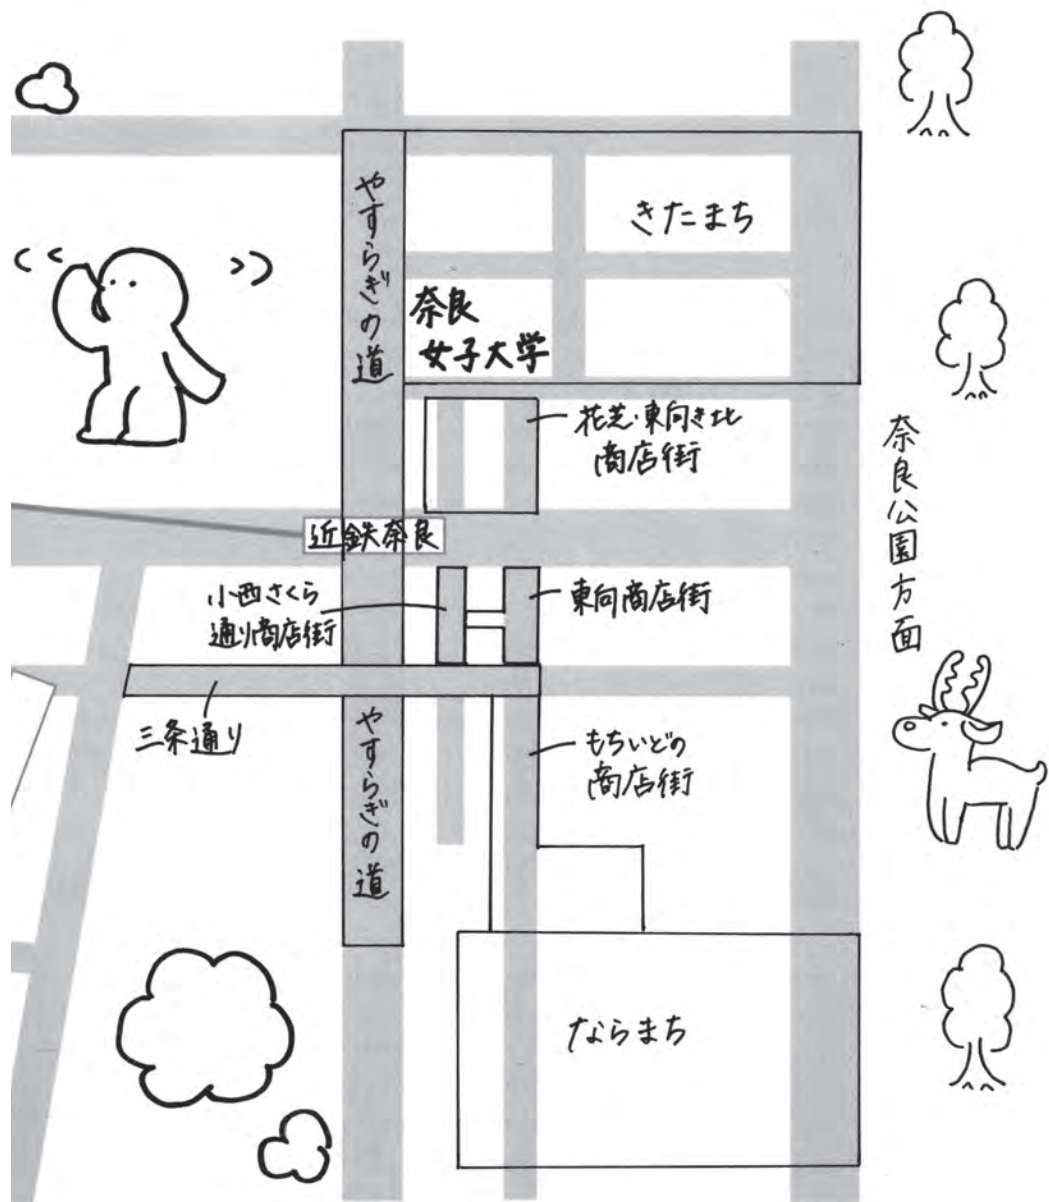 やすらぎの道
きたまち
奈良
女子大学
花芝・東向き北
商店街
奈良公園方面
近鉄奈良
小西さくら
通り商店街
東向商店街
三条通り
やすらぎの道
もちいどの
商店街
ならまち